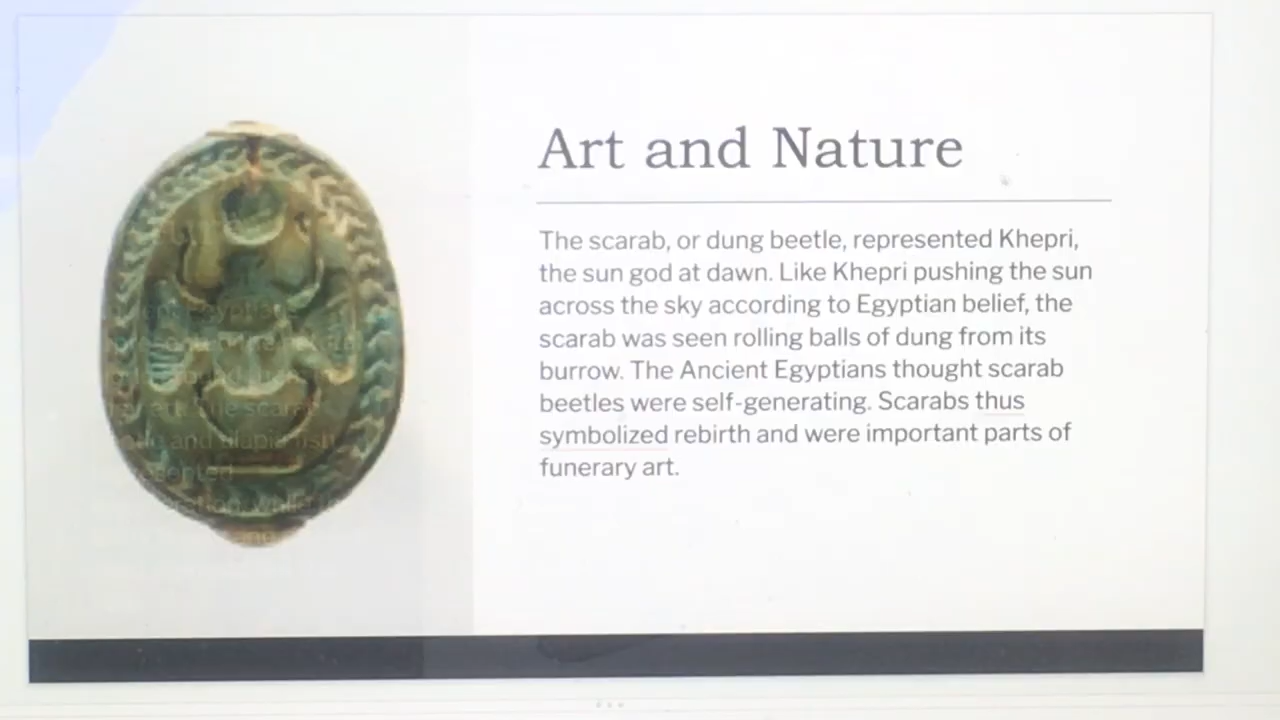 Art and Nature
The scarab, or dung beetle, represented Khepri,
the sun god at dawn. Like Khepri pushing the sun
across the sky according to Egyptian belief, the
scarab was seen rolling balls of dung from its
burrow. The Ancient Egyptians thought scarab
beetles were self-generating. Scarabs thus
symbolized rebirth and were important parts of
funerary art.